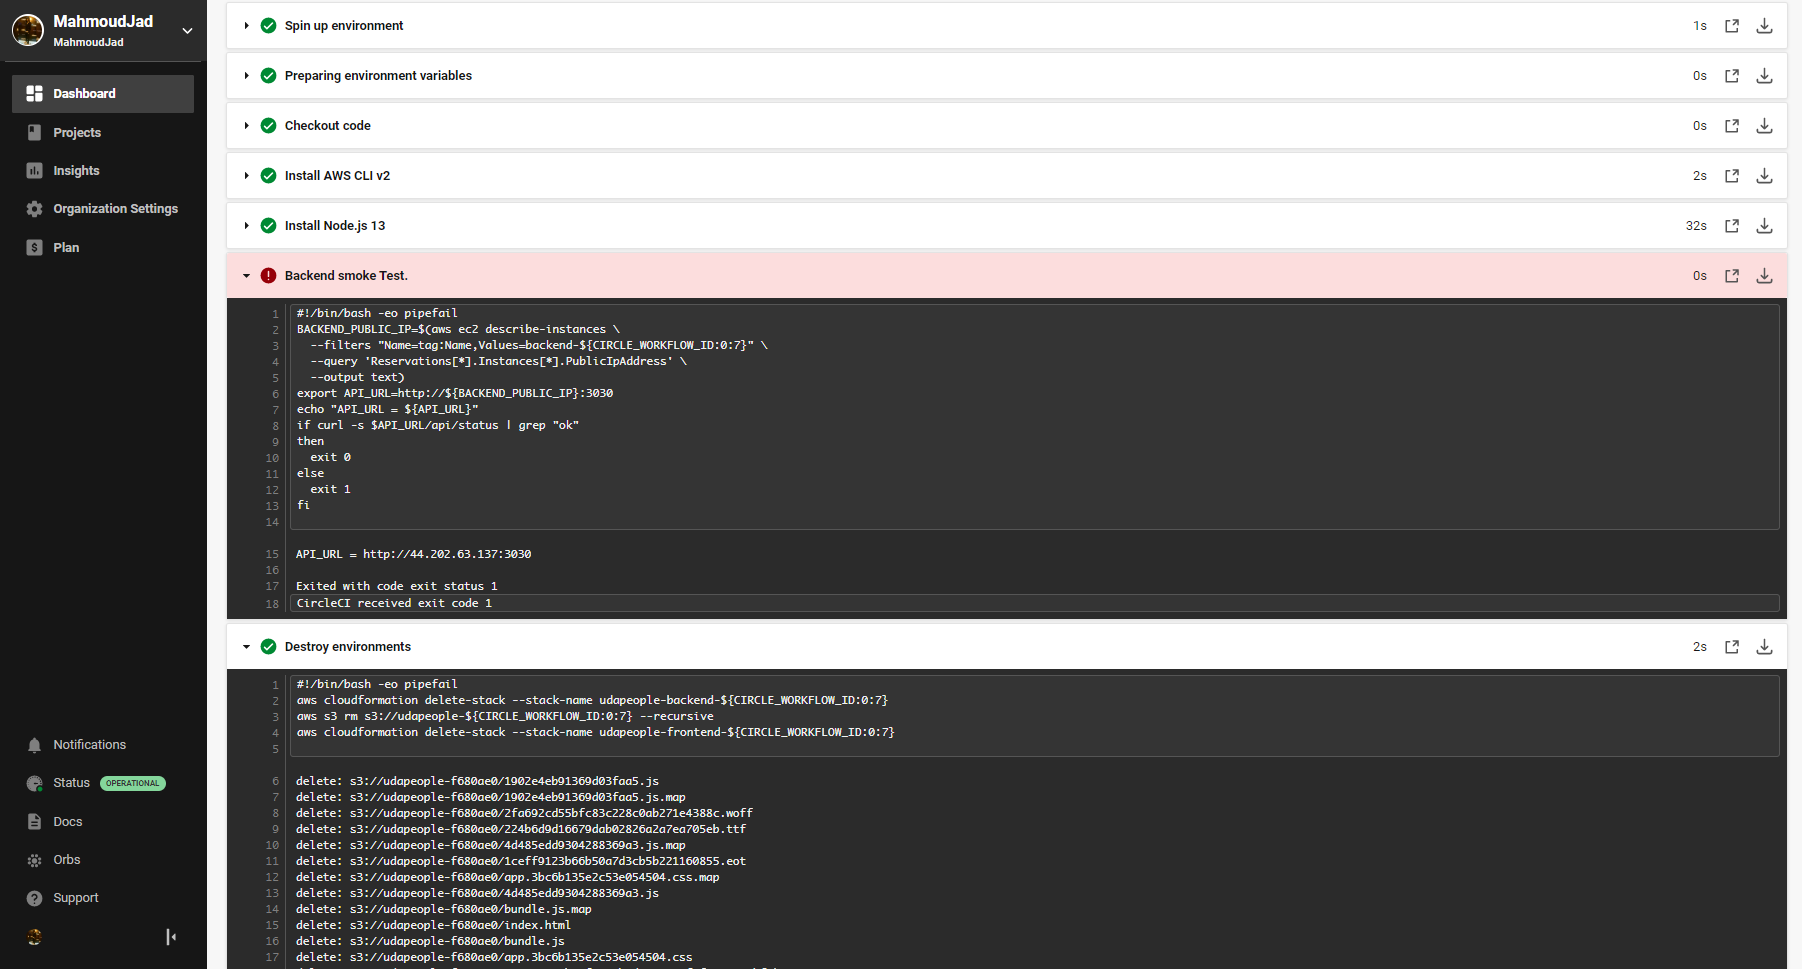 MahmoudJad
MahmoudJad
Dashboard
Projects
Insights
Organization Settings
Plan
Notifications
Status OPERATIONAL
Docs
Orbs
Support
Spin up environment 1s
Preparing environment variables 0s
Checkout code 0s
Install AWS CLI v2 2s
Install Node.js 13 32s
Backend smoke Test. 0s
1 #!/bin/bash -eo pipefail
2 BACKEND_PUBLIC_IP=$(aws ec2 describe-instances \
3 --filters "Name=tag:Name,Values=backend-${CIRCLE_WORKFLOW_ID:0:7}" \
4 --query 'Reservations[*].Instances[*].PublicIpAddress' \
5 --output text)
6 export API_URL=http://${BACKEND_PUBLIC_IP}:3030
7 echo "API_URL = ${API_URL}"
8 if curl -s $API_URL/api/status | grep "ok"
9 then
10 exit 0
11 else
12 exit 1
13 fi
14
15 API_URL = http://44.202.63.137:3030
16
17 Exited with code exit status 1
18 CircleCI received exit code 1
Destroy environments 2s
1 #!/bin/bash -eo pipefail
2 aws cloudformation delete-stack --stack-name udapeople-backend-${CIRCLE_WORKFLOW_ID:0:7}
3 aws s3 rm s3://udapeople-${CIRCLE_WORKFLOW_ID:0:7} --recursive
4 aws cloudformation delete-stack --stack-name udapeople-frontend-${CIRCLE_WORKFLOW_ID:0:7}
5
6 delete: s3://udapeople-f680ae0/1902e4eb91369d03faa5.js
7 delete: s3://udapeople-f680ae0/1902e4eb91369d03faa5.js.map
8 delete: s3://udapeople-f680ae0/2fa692cd55bfc83c228c0ab271e4388c.woff
9 delete: s3://udapeople-f680ae0/224b6d9d16679dab02826a2a7ea705eb.ttf
10 delete: s3://udapeople-f680ae0/4d485edd9304288369a3.js.map
11 delete: s3://udapeople-f680ae0/1ceff9123b66b50a7d3cb5b221160855.eot
12 delete: s3://udapeople-f680ae0/app.3bc6b135e2c53e054504.css.map
13 delete: s3://udapeople-f680ae0/4d485edd9304288369a3.js
14 delete: s3://udapeople-f680ae0/bundle.js.map
15 delete: s3://udapeople-f680ae0/index.html
16 delete: s3://udapeople-f680ae0/bundle.js
17 delete: s3://udapeople-f680ae0/app.3bc6b135e2c53e054504.css